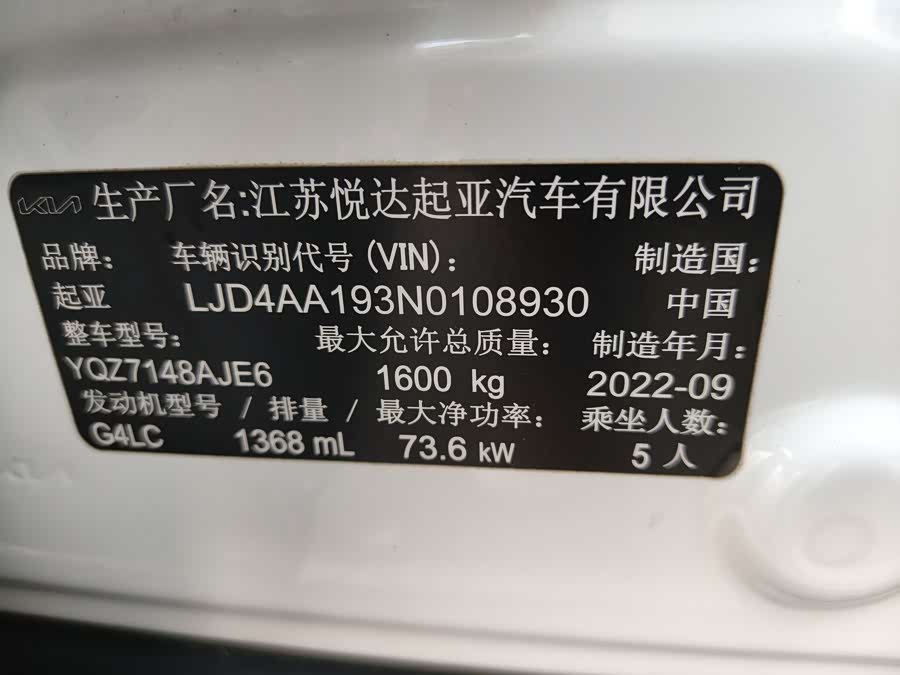 KIA 生产厂名:江苏悦达起亚汽车有限公司
品牌: 车辆识别代号(VIN): 制造国:
起亚 LJD4AA193N0108930 中国
整车型号: 最大允许总质量: 制造年月:
YQZ7148AJE6 1600 kg 2022-09
发动机型号 / 排量 / 最大净功率: 乘坐人数:
G4LC 1368 mL 73.6 kW 5 人